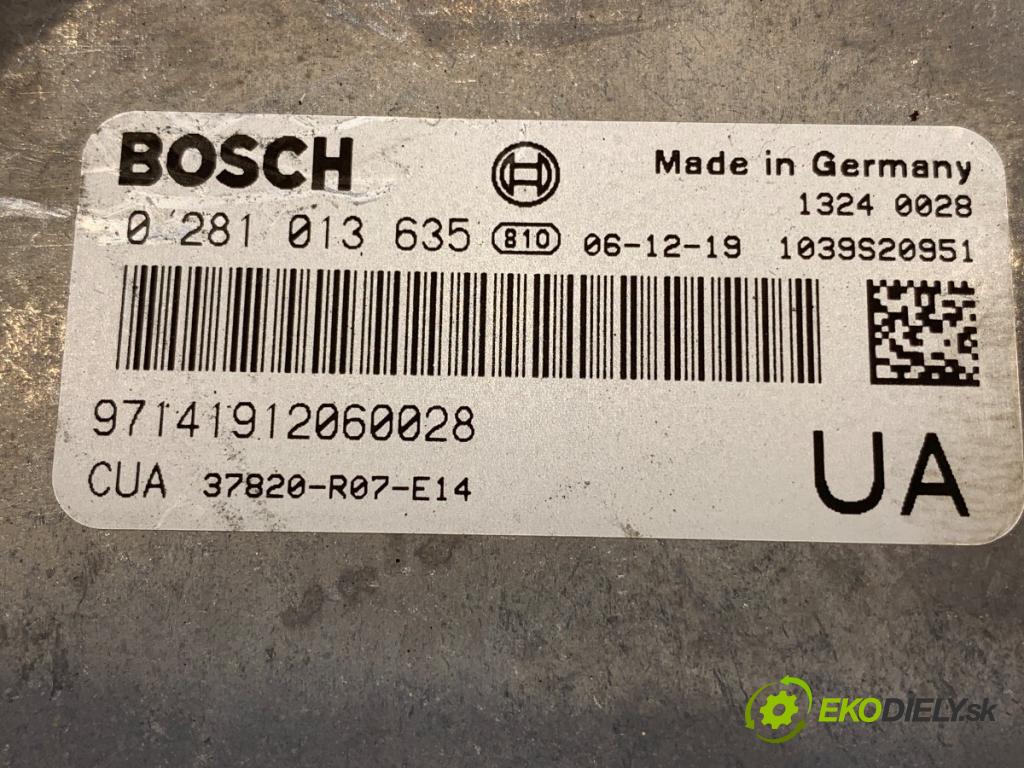 BOSCH
Made in Germany
1324 0028
0 281 013 635 810 06-12-19 1039S20951
97141912060028
CUA 37820-R07-E14
UA
EKODIELY.sk